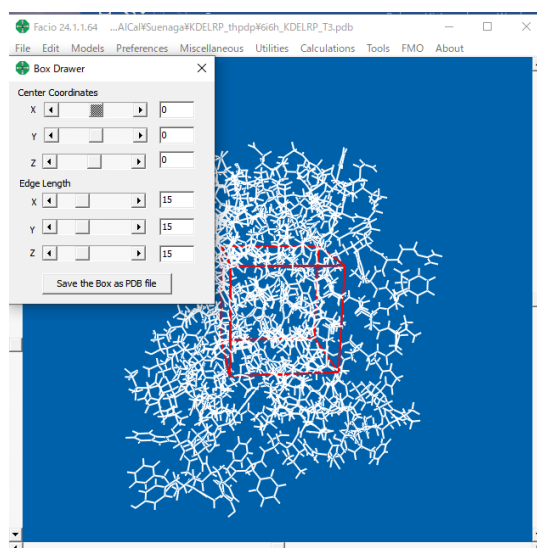 Facio 24.1.1.64 ...AlCal¥Suenaga¥KDELRP_thpdp¥6i6h_KDELRP_T3.pdb
File Edit Models Preferences Miscellaneous Utilities Calculations Tools FMO About
Box Drawer
Center Coordinates
X 0
Y 0
Z 0
Edge Length
X 15
Y 15
Z 15
Save the Box as PDB file